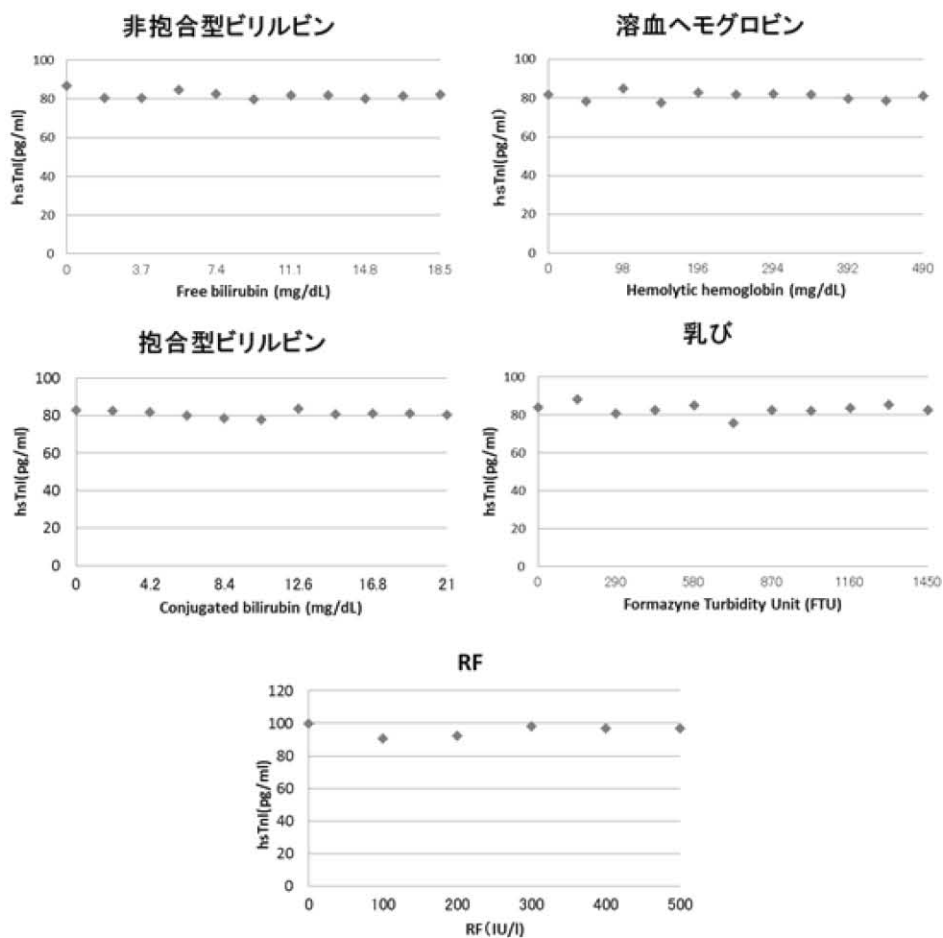 非抱合型ビリルビン
hsTnI(pg/ml)
100
80
60
40
20
0
0 3.7 7.4 11.1 14.8 18.5
Free bilirubin (mg/dL)
溶血ヘモグロビン
hsTnI(pg/ml)
100
80
60
40
20
0
0 98 196 294 392 490
Hemolytic hemoglobin (mg/dL)
抱合型ビリルビン
hsTnI(pg/ml)
100
80
60
40
20
0
0 4.2 8.4 12.6 16.8 21
Conjugated bilirubin (mg/dL)
乳び
hsTnI(pg/ml)
100
80
60
40
20
0
0 290 580 870 1160 1450
Formazyne Turbidity Unit (FTU)
RF
hsTnI(pg/ml)
120
100
80
60
40
20
0
0 100 200 300 400 500
RF(IU/l)